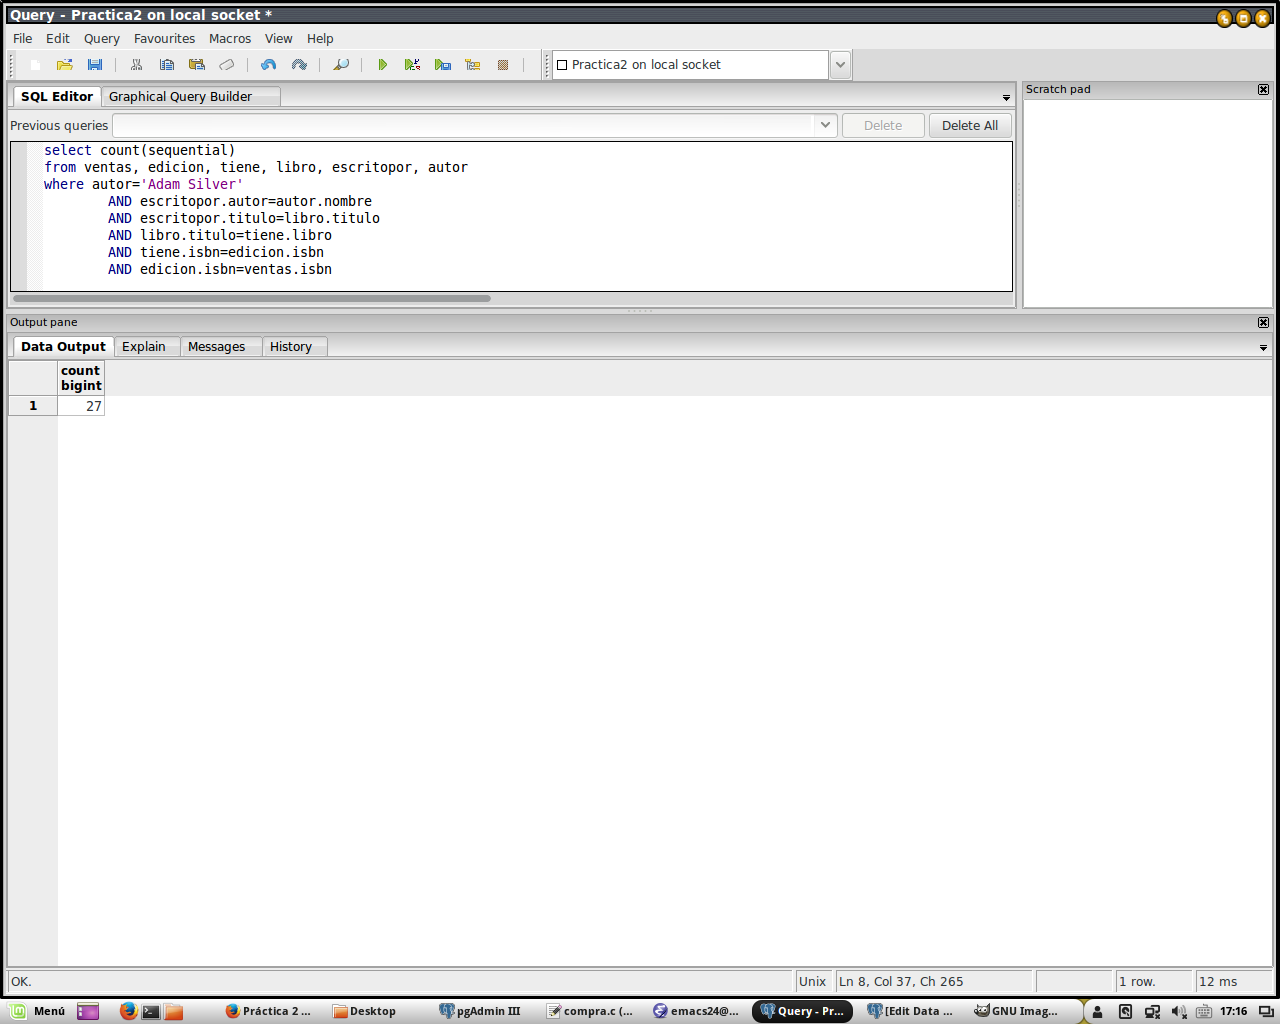 Query - Practica2 on local socket *
File Edit Query Favourites Macros View Help
Practica2 on local socket
SQL Editor Graphical Query Builder
Scratch pad
Previous queries Delete Delete All
select count(sequential)
from ventas, edicion, tiene, libro, escritopor, autor
where autor='Adam Silver'
AND escritopor.autor=autor.nombre
AND escritopor.titulo=libro.titulo
AND libro.titulo=tiene.libro
AND tiene.isbn=edicion.isbn
AND edicion.isbn=ventas.isbn
Output pane
Data Output Explain Messages History
count
bigint
1 27
OK. Unix Ln 8, Col 37, Ch 265 1 row. 12 ms
Menú Práctica 2 ... Desktop pgAdmin III compra.c (... emacs24@... Query - Pr... [Edit Data ... GNU Imag... 17:16